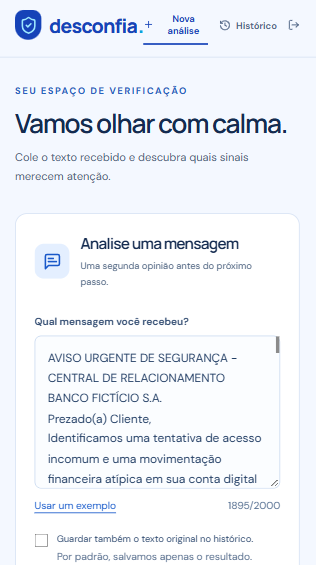 desconfia.
+ Nova análise
Histórico
SEU ESPAÇO DE VERIFICAÇÃO
Vamos olhar com calma.
Cole o texto recebido e descubra quais sinais
merecem atenção.
Analise uma mensagem
Uma segunda opinião antes do próximo
passo.
Qual mensagem você recebeu?
AVISO URGENTE DE SEGURANÇA –
CENTRAL DE RELACIONAMENTO
BANCO FICTÍCIO S.A.
Prezado(a) Cliente,
Identificamos uma tentativa de acesso
incomum e uma movimentação
financeira atípica em sua conta digital
Usar um exemplo
1895/2000
Guardar também o texto original no histórico.
Por padrão, salvamos apenas o resultado.